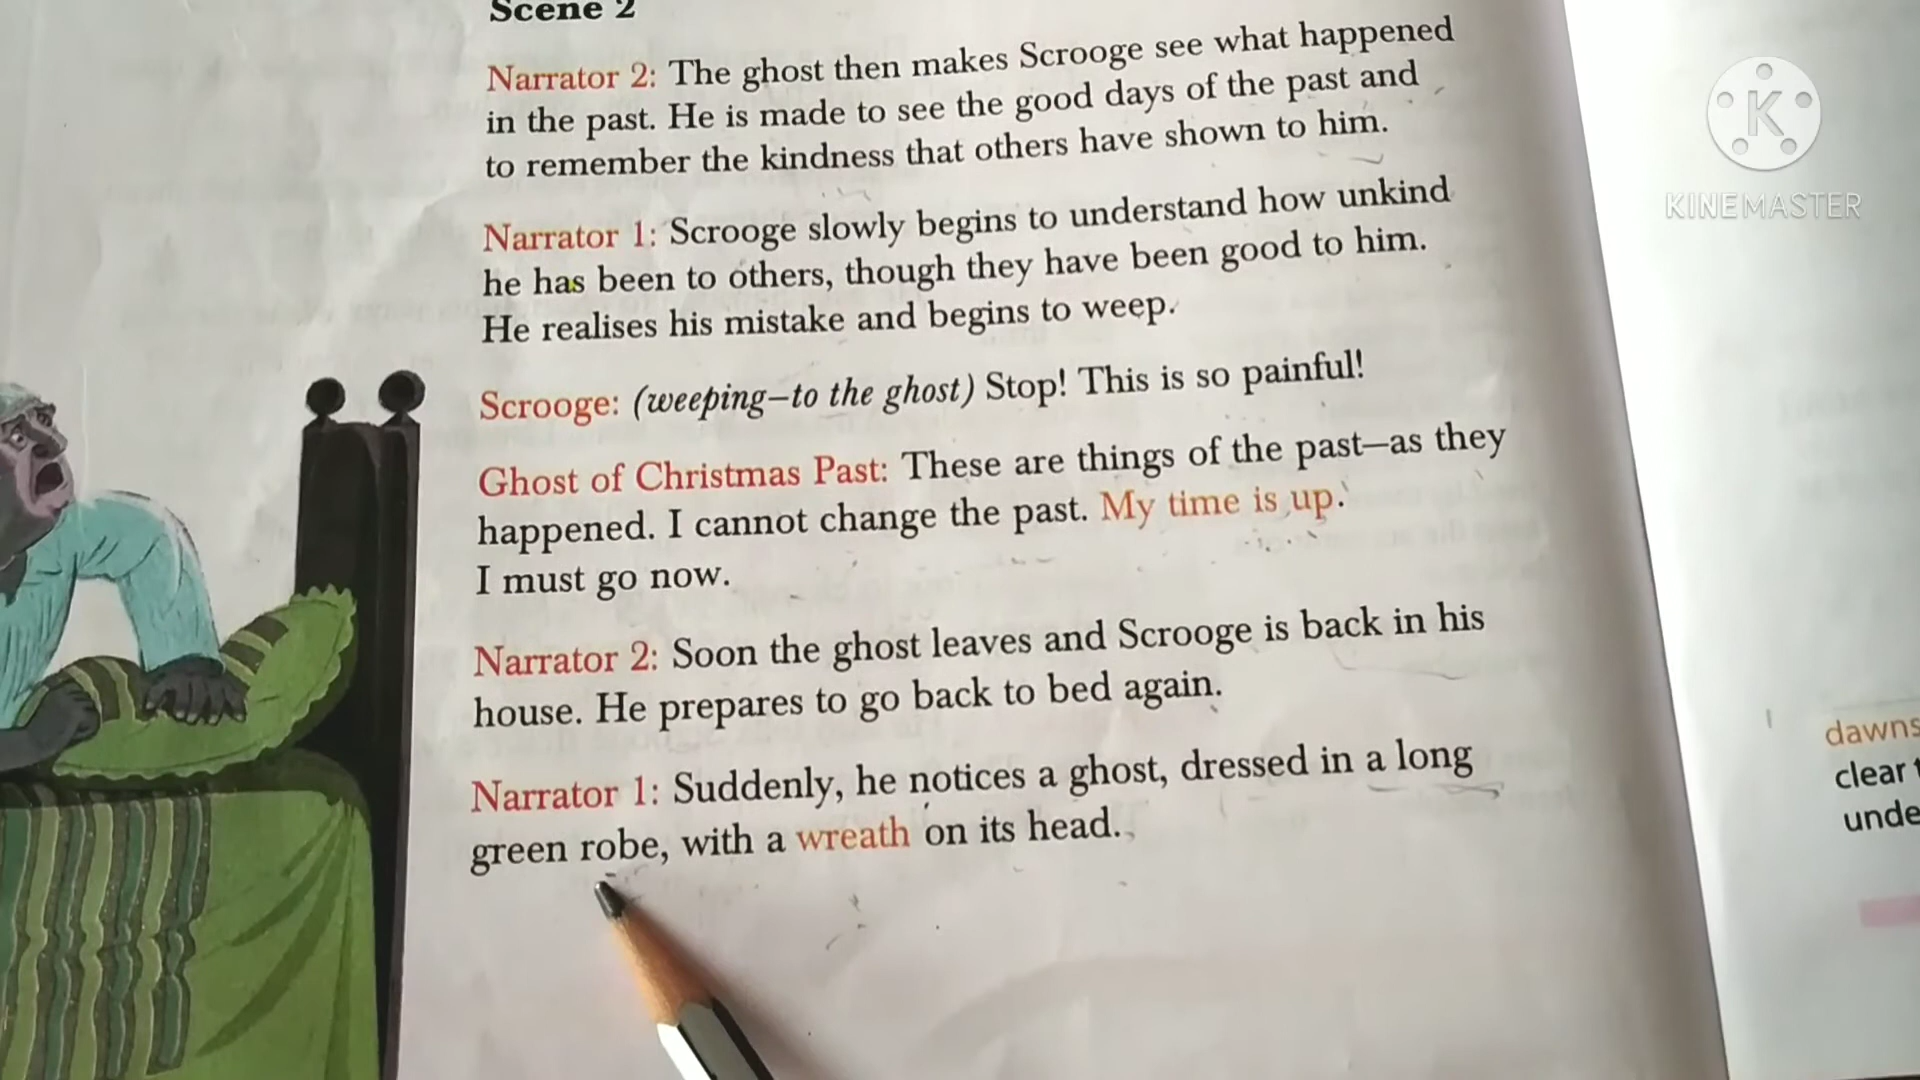 Scene 2
Narrator 2: The ghost then makes Scrooge see what happened
in the past. He is made to see the good days of the past and
to remember the kindness that others have shown to him.
Narrator 1: Scrooge slowly begins to understand how unkind
he has been to others, though they have been good to him.
He realises his mistake and begins to weep.
Scrooge: (weeping–to the ghost) Stop! This is so painful!
Ghost of Christmas Past: These are things of the past—as they
happened. I cannot change the past. My time is up.
I must go now.
Narrator 2: Soon the ghost leaves and Scrooge is back in his
house. He prepares to go back to bed again.
Narrator 1: Suddenly, he notices a ghost, dressed in a long
green robe, with a wreath on its head.
K
KINEMASTER
dawns
clear
unde